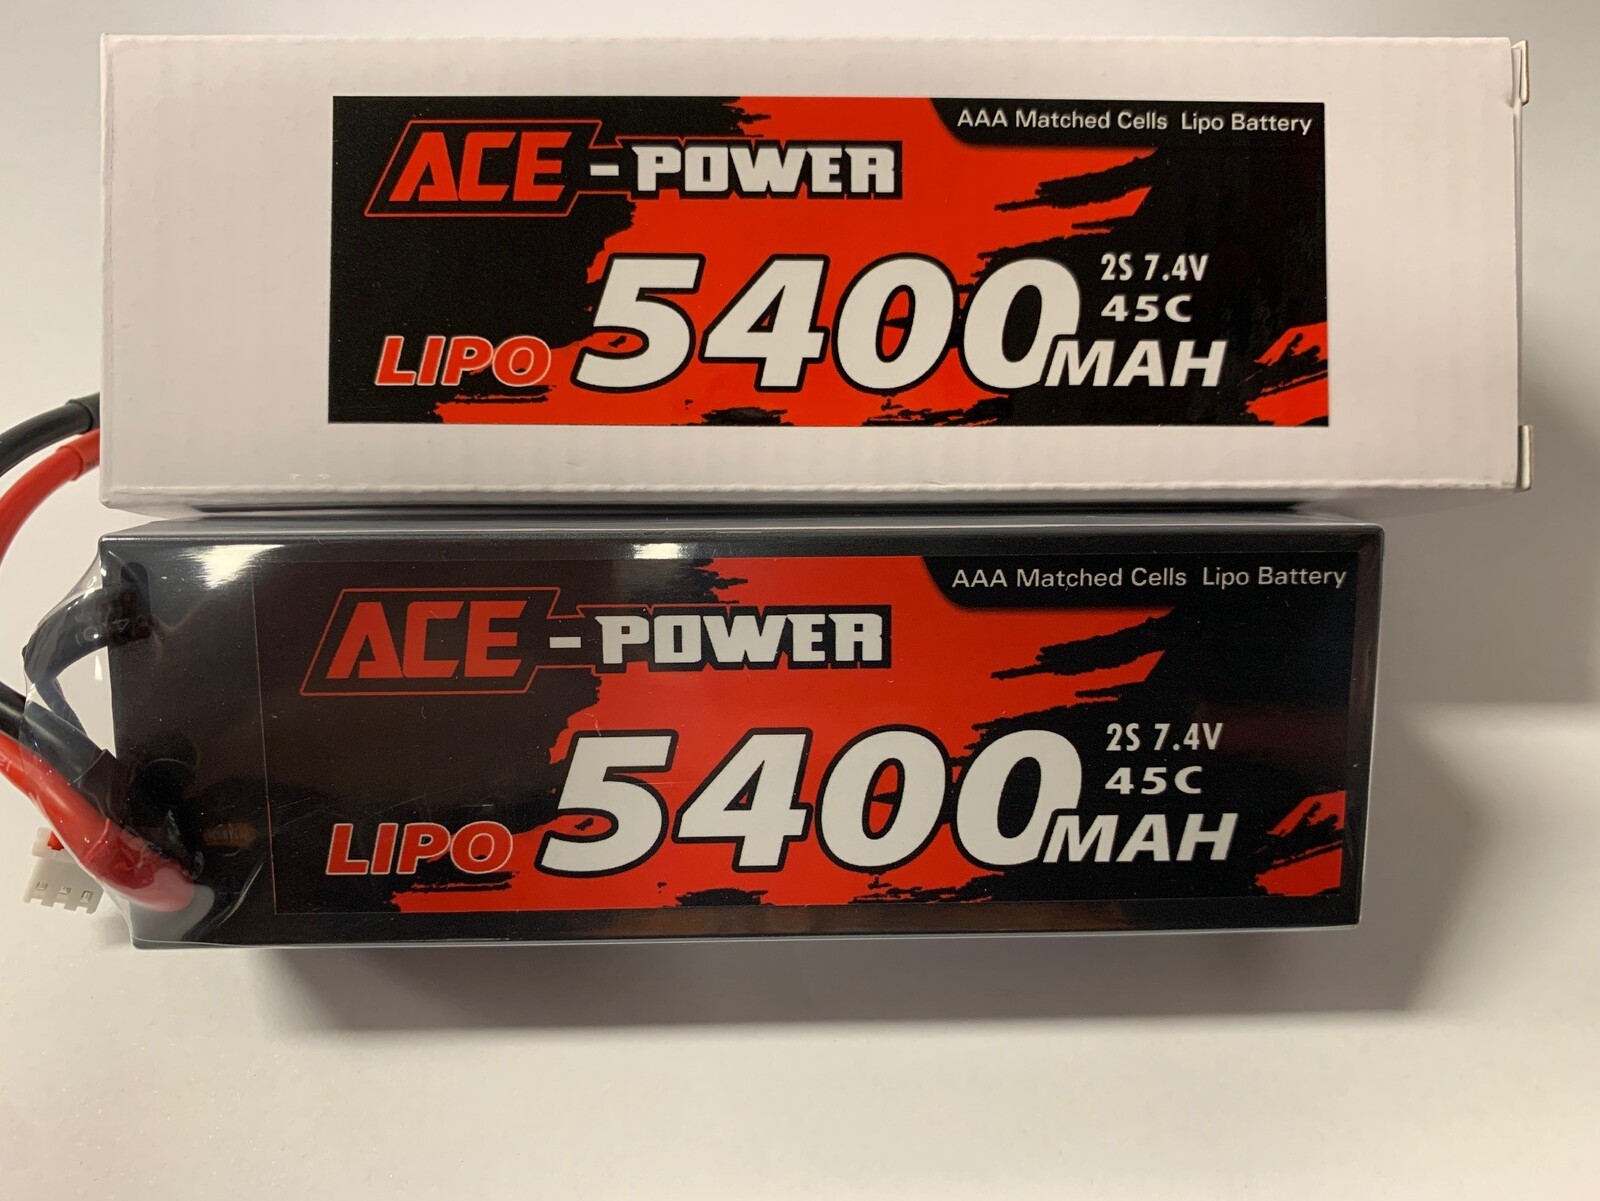 AAA Matched Cells Lipo Battery
ACE-POWER
2S 7.4V
45C
LIPO 5400MAH
AAA Matched Cells Lipo Battery
ACE-POWER
2S 7.4V
45C
LIPO 5400MAH